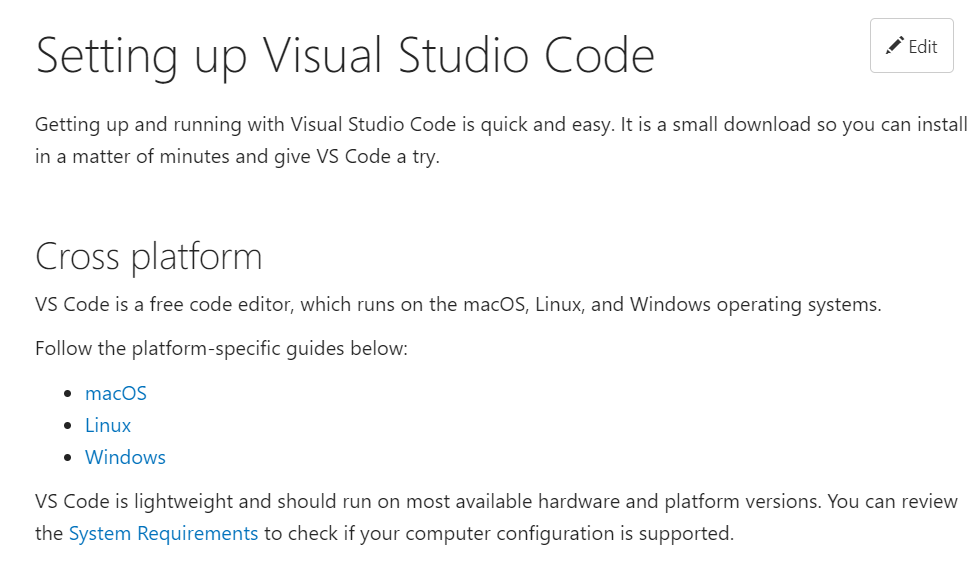 Setting up Visual Studio Code
Edit
Getting up and running with Visual Studio Code is quick and easy. It is a small download so you can install
in a matter of minutes and give VS Code a try.
Cross platform
VS Code is a free code editor, which runs on the macOS, Linux, and Windows operating systems.
Follow the platform-specific guides below:
• macOS
• Linux
• Windows
VS Code is lightweight and should run on most available hardware and platform versions. You can review
the System Requirements to check if your computer configuration is supported.